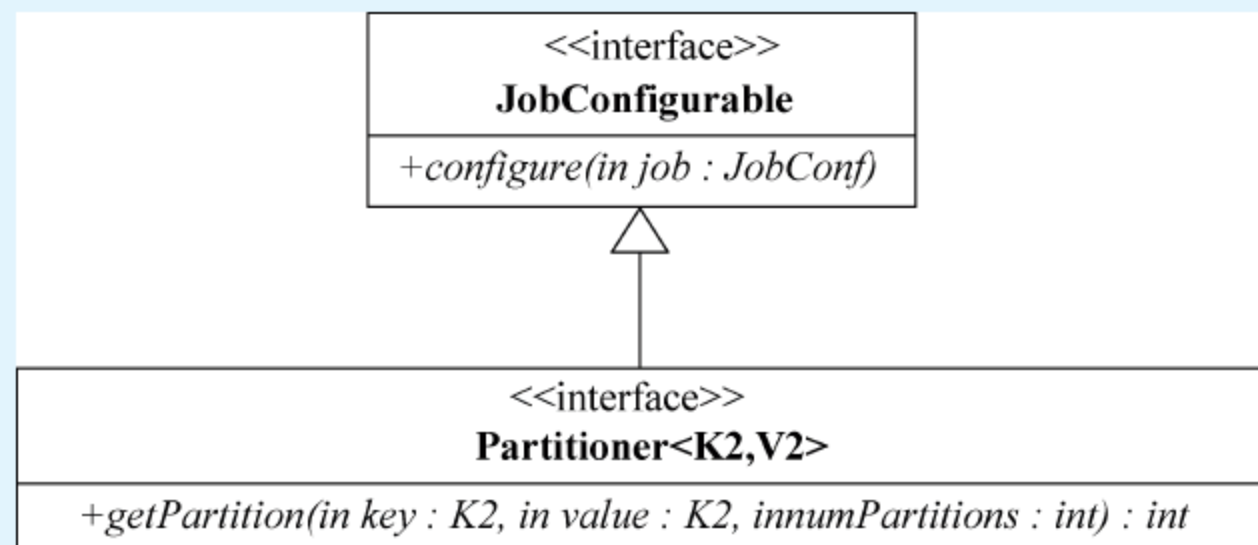 <<interface>>
JobConfigurable
+configure(in job : JobConf)
<<interface>>
Partitioner<K2,V2>
+getPartition(in key : K2, in value : K2, innumPartitions : int) : int